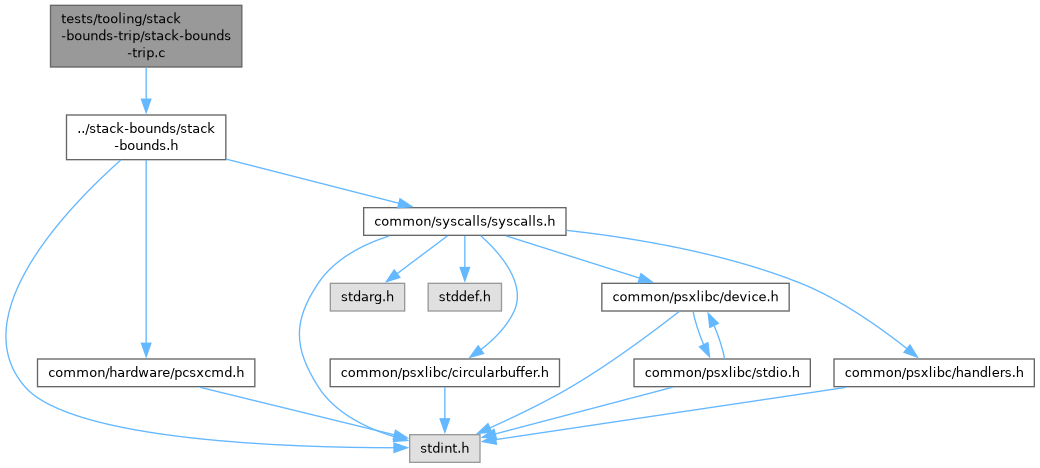 tests/tooling/stack
-bounds-trip/stack-bounds
-trip.c
../stack-bounds/stack
-bounds.h
common/syscalls/syscalls.h
stdarg.h
stddef.h
common/psxlibc/device.h
common/hardware/pcsxcmd.h
common/psxlibc/circularbuffer.h
common/psxlibc/stdio.h
common/psxlibc/handlers.h
stdint.h